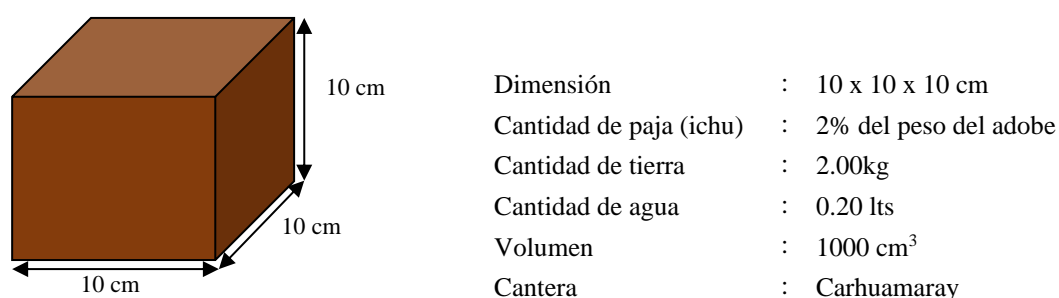 10 cm
10 cm
10 cm
Dimensión : 10 x 10 x 10 cm
Cantidad de paja (ichu) : 2% del peso del adobe
Cantidad de tierra : 2.00kg
Cantidad de agua : 0.20 lts
Volumen : 1000 cm³
Cantera : Carhuamaray